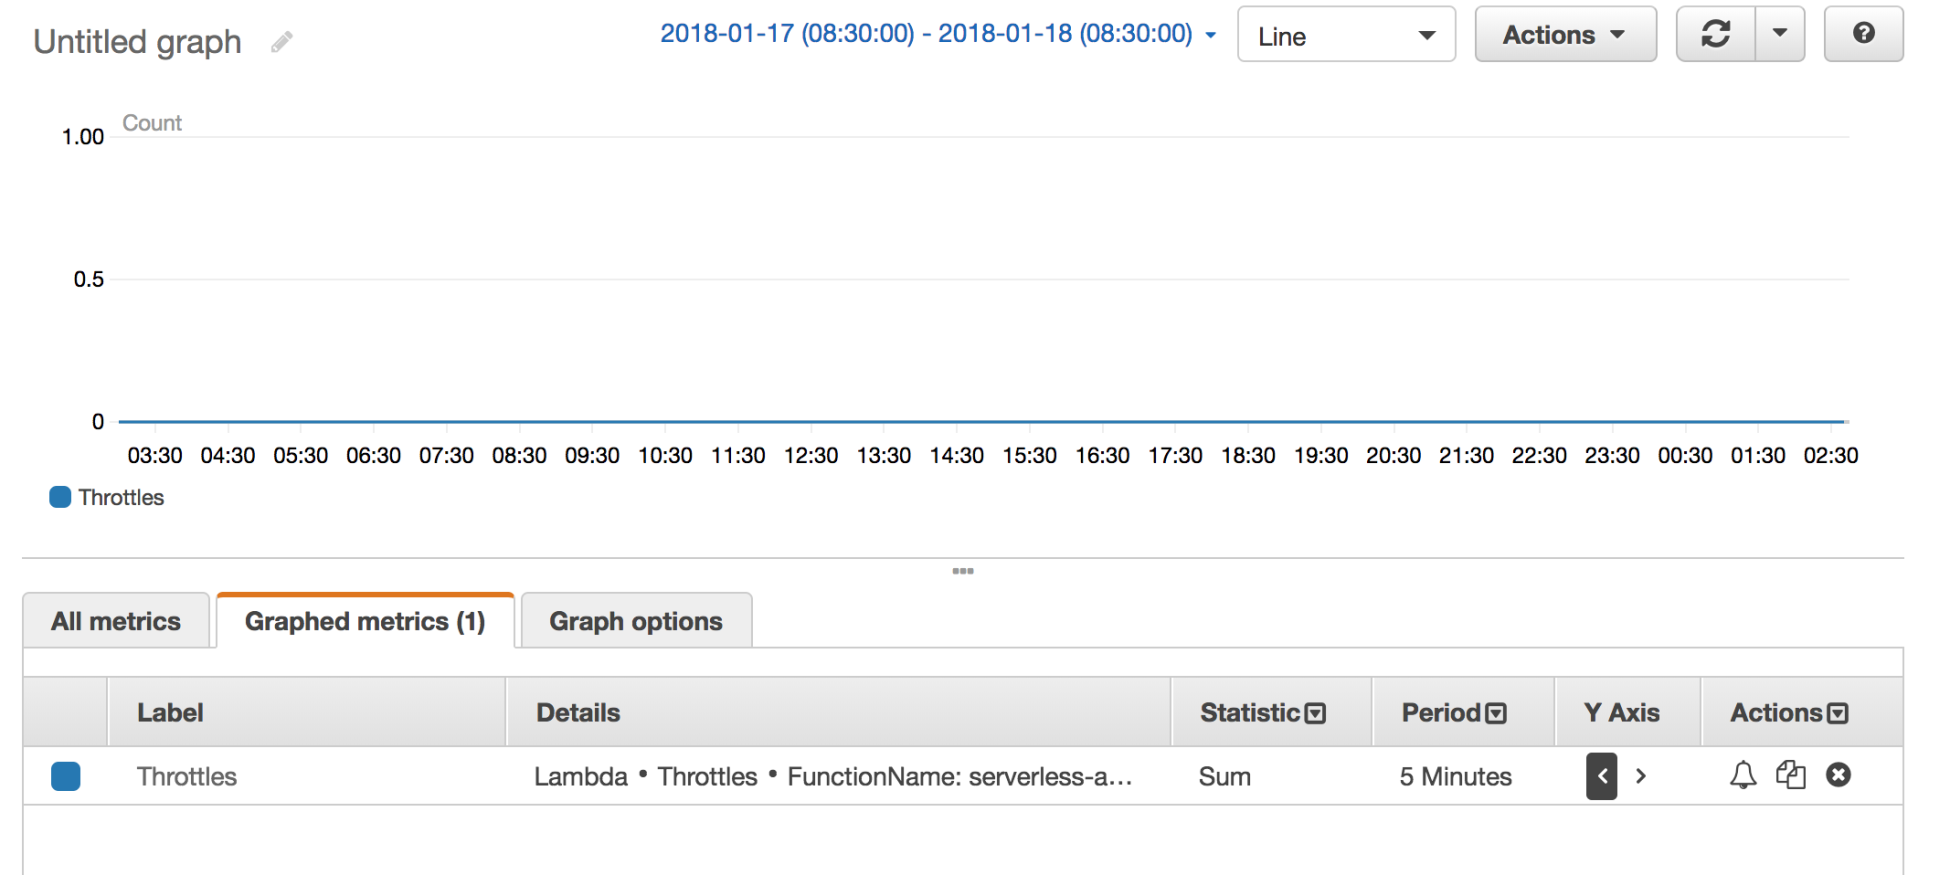 Untitled graph
2018-01-17 (08:30:00) - 2018-01-18 (08:30:00)
Line
Actions
Count
1.00
0.5
0
03:30 04:30 05:30 06:30 07:30 08:30 09:30 10:30 11:30 12:30 13:30 14:30 15:30 16:30 17:30 18:30 19:30 20:30 21:30 22:30 23:30 00:30 01:30 02:30
Throttles
All metrics
Graphed metrics (1)
Graph options
Label Details Statistic Period Y Axis Actions
Throttles Lambda • Throttles • FunctionName: serverless-a... Sum 5 Minutes